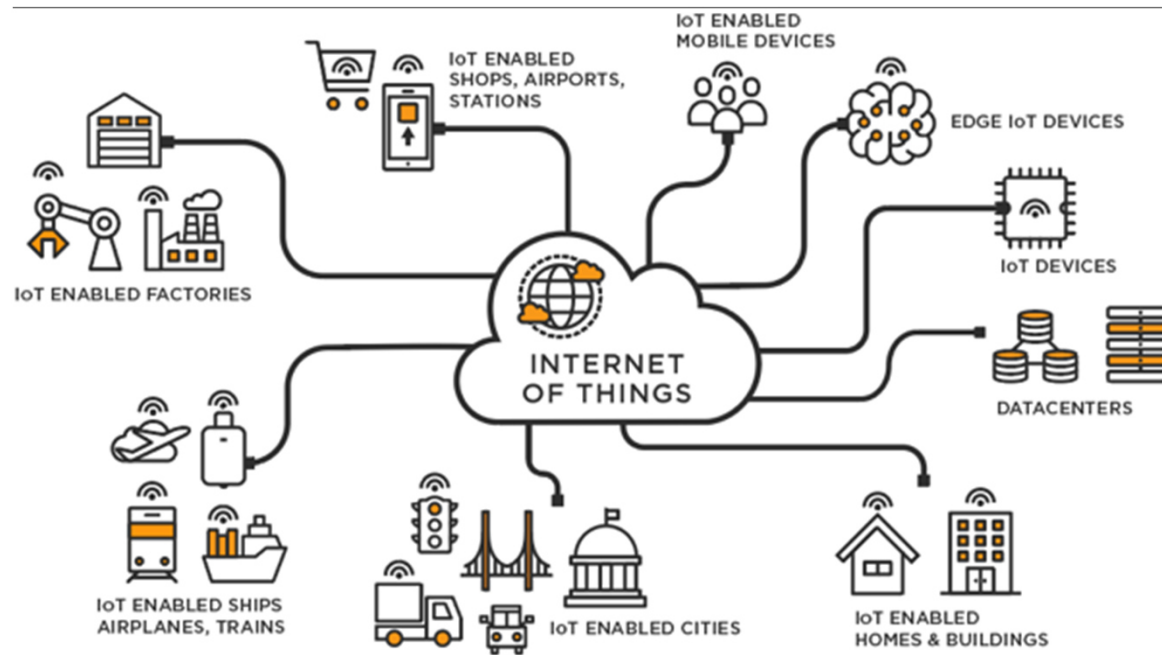 IoT ENABLED
MOBILE DEVICES
IoT ENABLED
SHOPS, AIRPORTS,
STATIONS
EDGE IoT DEVICES
IoT DEVICES
IoT ENABLED FACTORIES
INTERNET
OF THINGS
DATACENTERS
IoT ENABLED SHIPS
AIRPLANES, TRAINS
IoT ENABLED CITIES
IoT ENABLED
HOMES & BUILDINGS